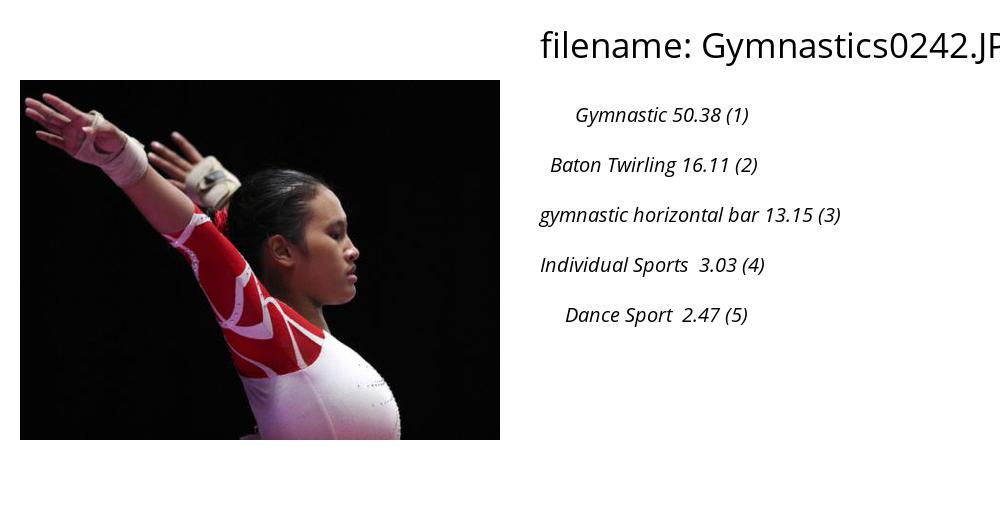 filename: Gymnastics0242.JP
Gymnastic 50.38 (1)
Baton Twirling 16.11 (2)
gymnastic horizontal bar 13.15 (3)
Individual Sports 3.03 (4)
Dance Sport 2.47 (5)